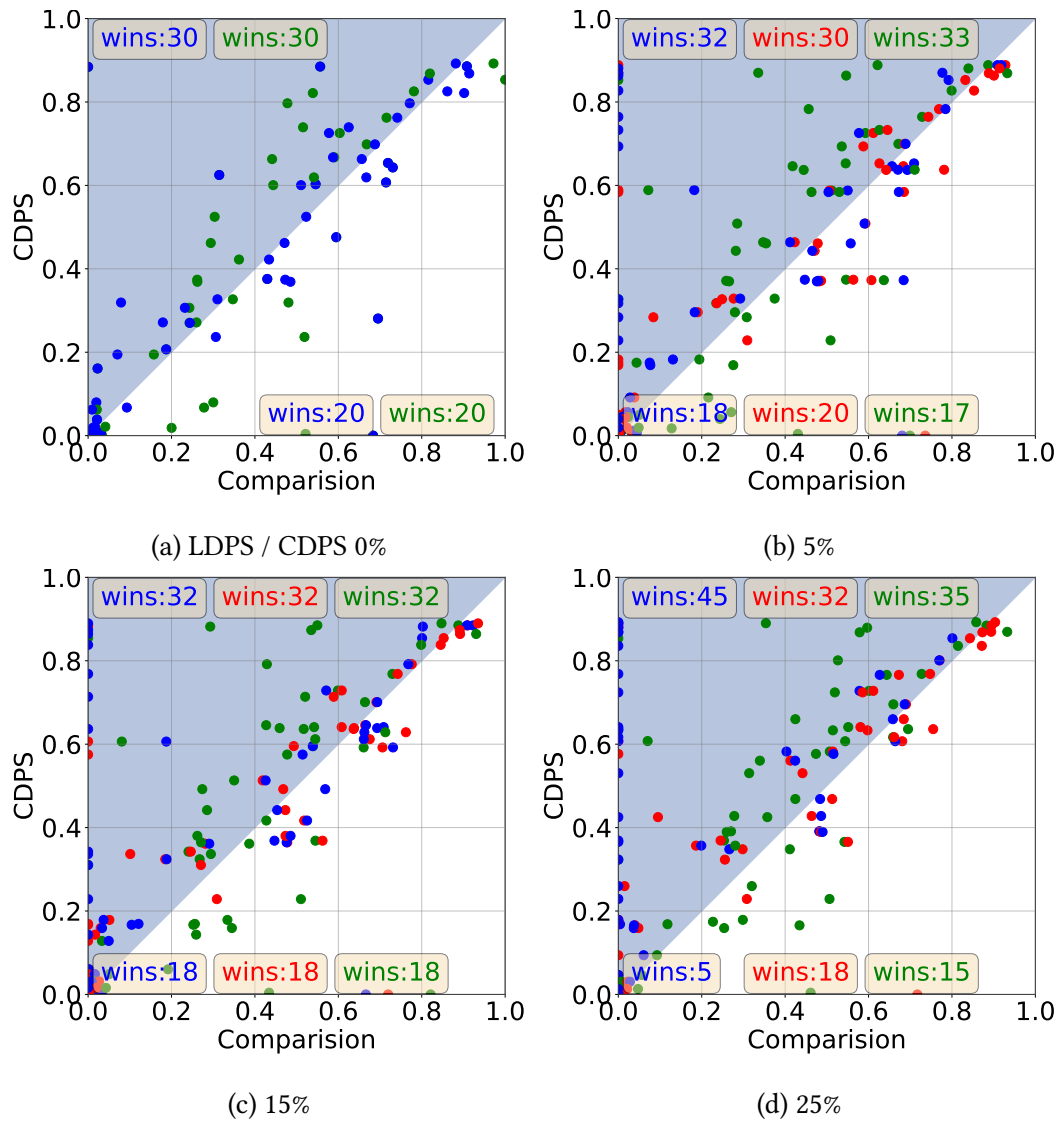 1.0 wins:30 wins:30
0.8
0.6
CDPS
0.4
0.2
wins:20 wins:20
0.0
0.0 0.2 0.4 0.6 0.8 1.0
Comparision
(a) LDPS / CDPS 0%
1.0 wins:32 wins:30 wins:33
0.8
0.6
CDPS
0.4
0.2
wins:18 wins:20 wins:17
0.0
0.0 0.2 0.4 0.6 0.8 1.0
Comparision
(b) 5%
1.0 wins:32 wins:32 wins:32
0.8
0.6
CDPS
0.4
0.2
wins:18 wins:18 wins:18
0.0
0.0 0.2 0.4 0.6 0.8 1.0
Comparision
(c) 15%
1.0 wins:45 wins:32 wins:35
0.8
0.6
CDPS
0.4
0.2
wins:5 wins:18 wins:15
0.0
0.0 0.2 0.4 0.6 0.8 1.0
Comparision
(d) 25%